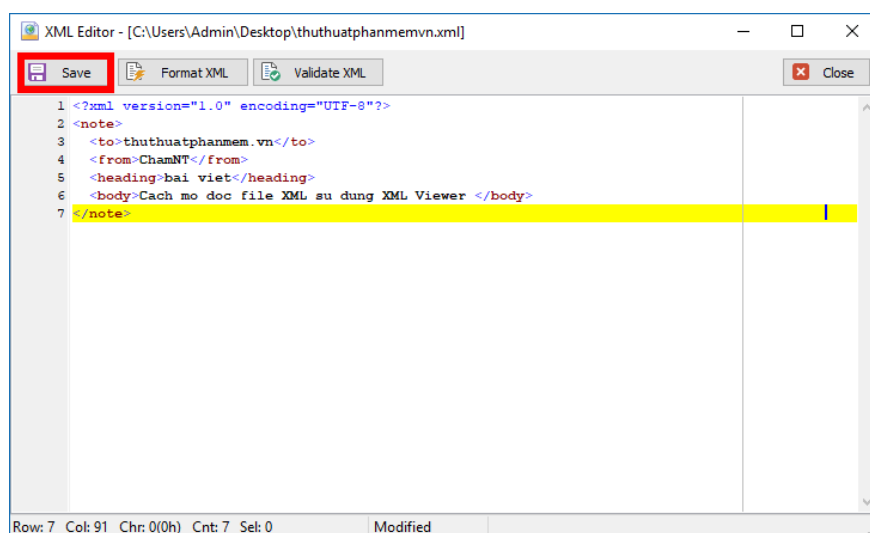 XML Editor - [C:\Users\Admin\Desktop\thuthuatphanmemvn.xml]
Save Format XML Validate XML Close
1 <?xml version="1.0" encoding="UTF-8"?>
2 <note>
3 <to>thuthuatphanmem.vn</to>
4 <from>ChamNT</from>
5 <heading>bai viet</heading>
6 <body>Cach mo doc file XML su dung XML Viewer </body>
7 </note>
Row: 7 Col: 91 Chr: 0(0h) Cnt: 7 Sel: 0 Modified